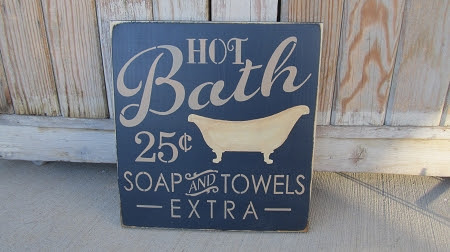 HOT
Bath
25¢
SOAP AND TOWELS
EXTRA